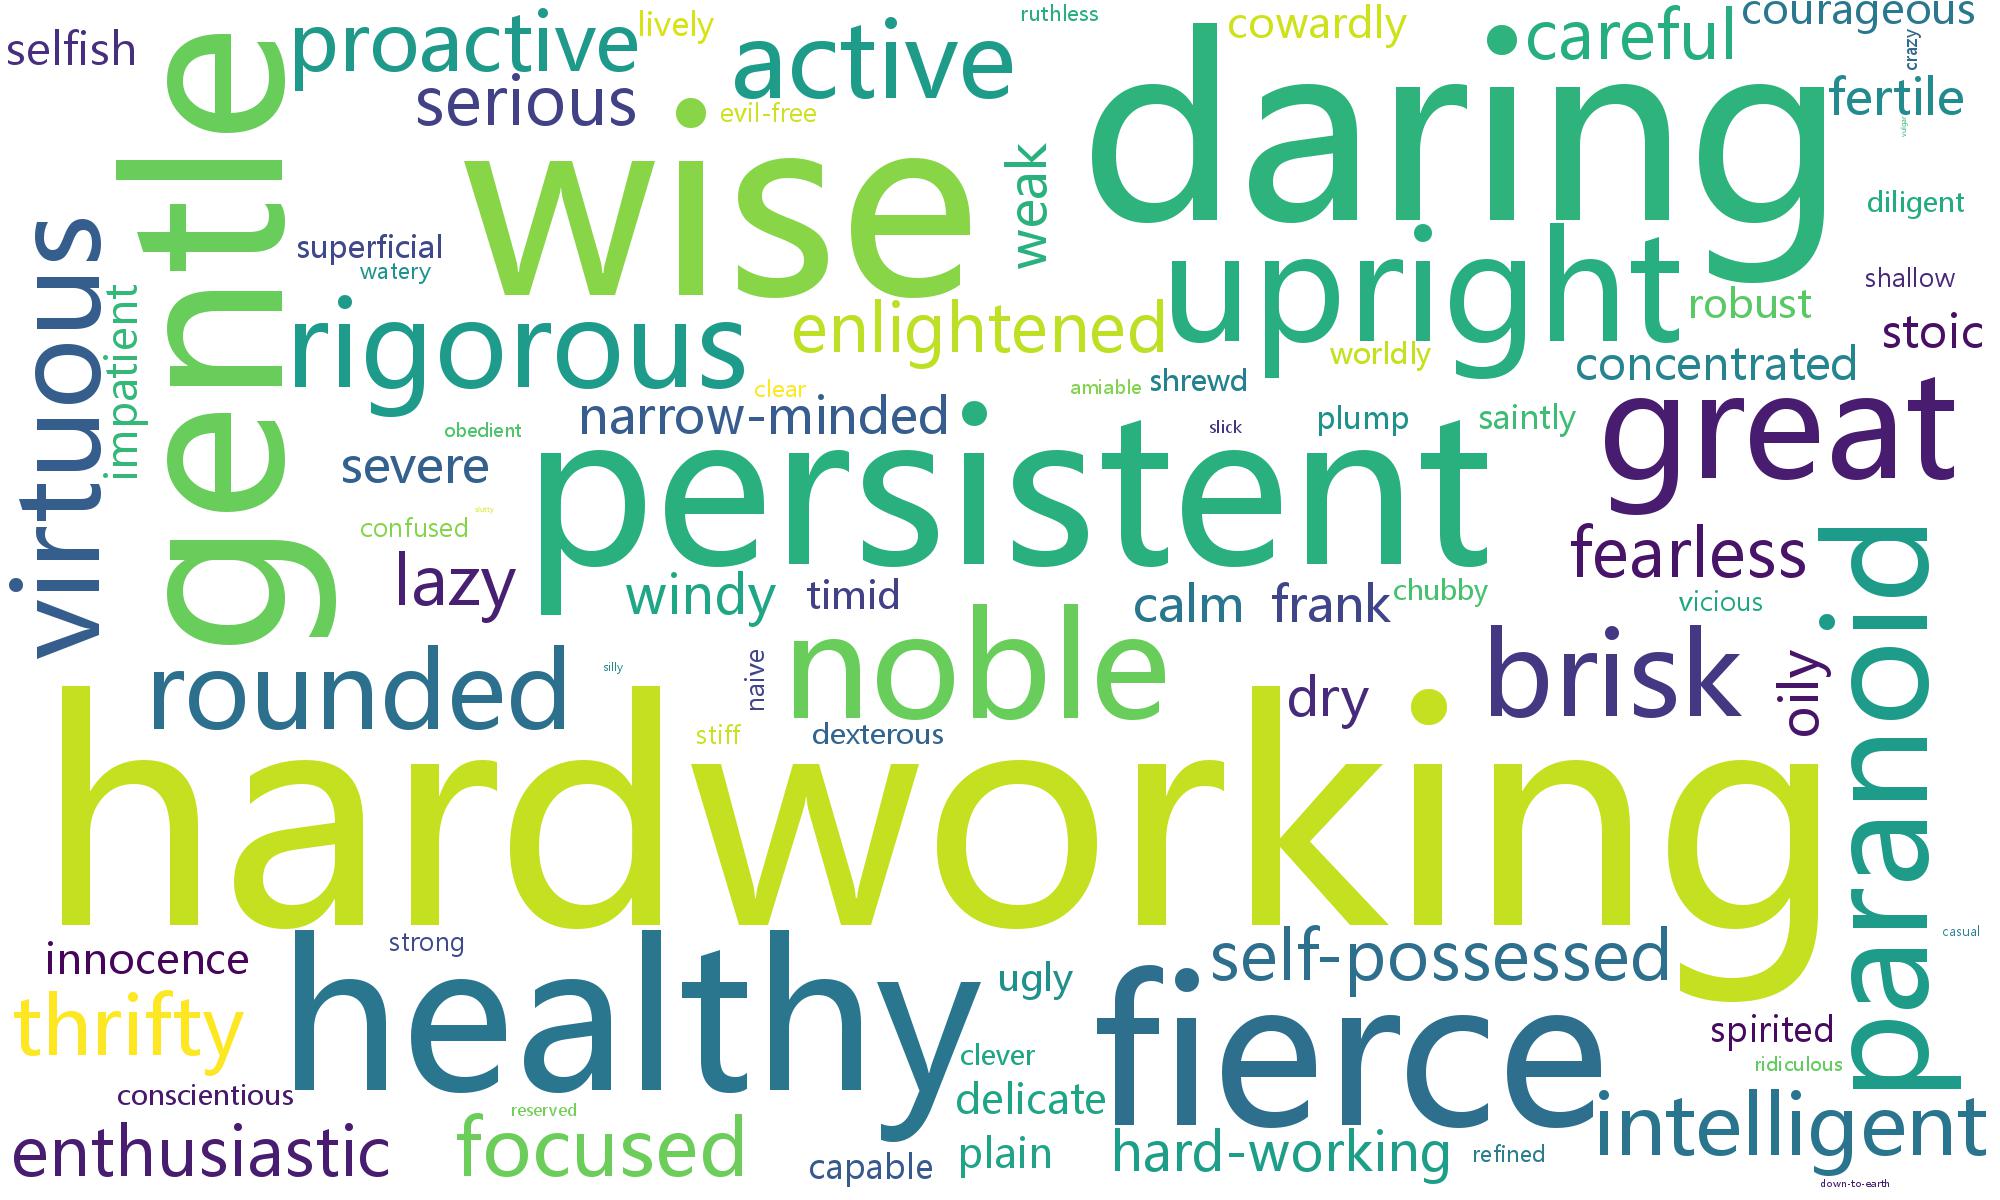 selfish
gentle
proactive
lively
active
ruthless
cowardly
careful
courageous
crazy
serious
evil-free
daring
fertile
vulgar
wise
weak
diligent
virtuous
impatient
superficial
watery
upright
shallow
rigorous
enlightened
robust
stoic
worldly
concentrated
clear
amiable
shrewd
narrow-minded
great
obedient
slick
plump
saintly
severe
persistent
slutty
confused
fearless
paranoid
lazy
windy
timid
calm
frank
chubby
vicious
noble
rounded
silly
naive
brisk
oily
dry
stiff
dexterous
hardworking
innocence
strong
healthy
ugly
fierce
self-possessed
casual
thrifty
spirited
clever
ridiculous
conscientious
delicate
reserved
intelligent
enthusiastic
focused
capable
plain
hard-working
refined
down-to-earth